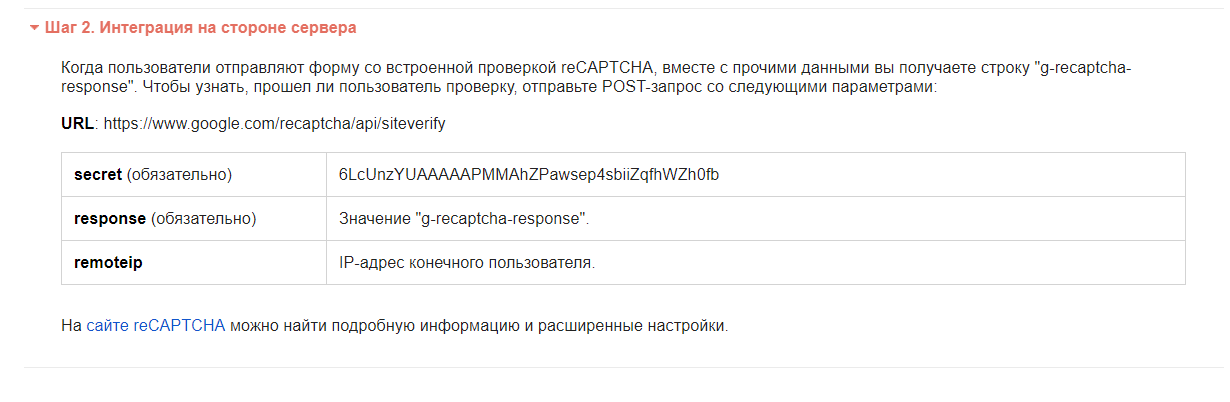 Шаг 2. Интеграция на стороне сервера
Когда пользователи отправляют форму со встроенной проверкой reCAPTCHA, вместе с прочими данными вы получаете строку "g-recaptcha-
response". Чтобы узнать, прошел ли пользователь проверку, отправьте POST-запрос со следующими параметрами:
URL: https://www.google.com/recaptcha/api/siteverify
secret (обязательно) 6LcUnzYUAAAAAPMMAhZPawsep4sbiiZqfhWZh0fb
response (обязательно) Значение "g-recaptcha-response".
remoteip IP-адрес конечного пользователя.
На сайте reCAPTCHA можно найти подробную информацию и расширенные настройки.